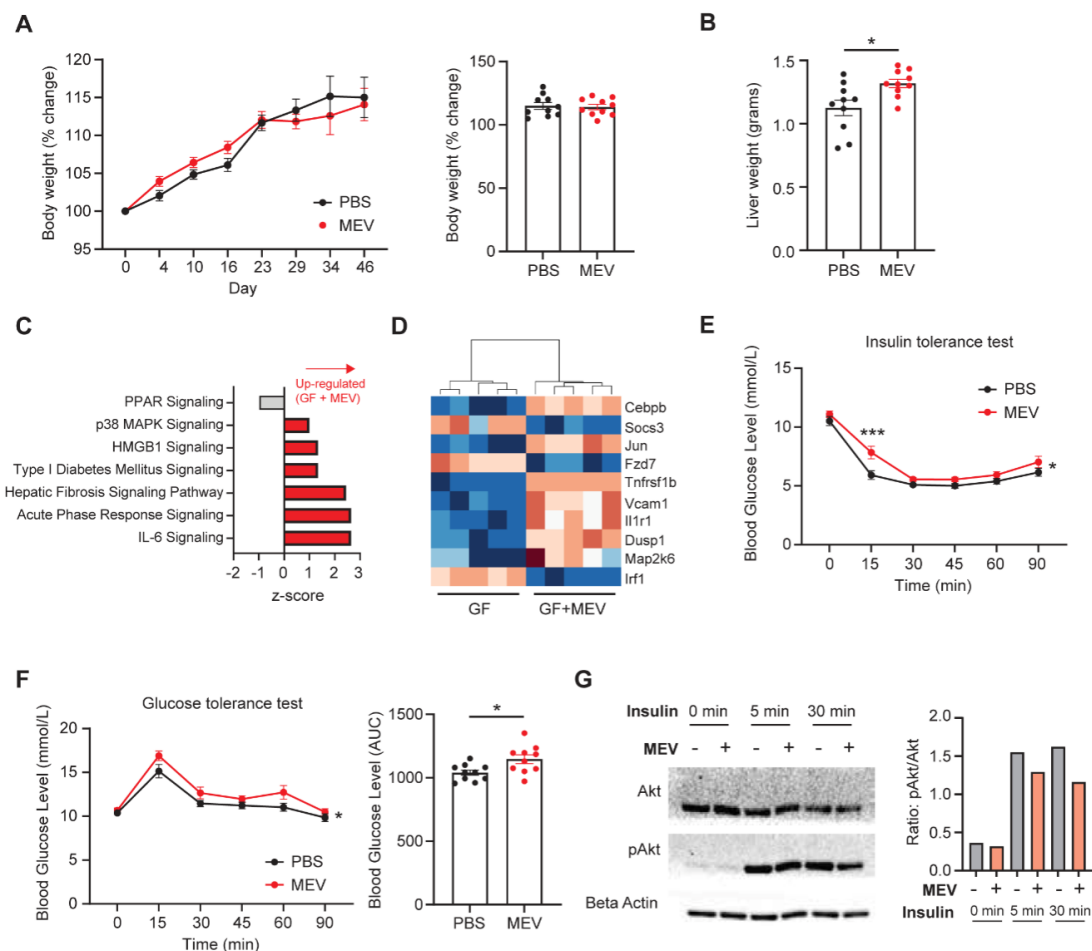 A
Body weight (% change)
120
115
110
105
100
95
PBS
MEV
0 4 10 16 23 29 34 46
Day
Body weight (% change)
150
100
50
0
PBS MEV
B
*
Liver weight (grams)
1.5
1.0
0.5
0.0
PBS MEV
C
Up-regulated
(GF + MEV)
PPAR Signaling
p38 MAPK Signaling
HMGB1 Signaling
Type I Diabetes Mellitus Signaling
Hepatic Fibrosis Signaling Pathway
Acute Phase Response Signaling
IL-6 Signaling
-2 -1 0 1 2 3
z-score
D
Cebpb
Socs3
Jun
Fzd7
Tnfrsf1b
Vcam1
Il1r1
Dusp1
Map2k6
Irf1
GF GF+MEV
E
Insulin tolerance test
Blood Glucose Level (mmol/L)
15
10
5
0
PBS
MEV
***
*
0 15 30 45 60 90
Time (min)
F
Glucose tolerance test
Blood Glucose Level (mmol/L)
20
15
10
5
0
*
PBS
MEV
0 15 30 45 60 90
Time (min)
Blood Glucose Level (AUC)
1500
1000
500
0
*
PBS MEV
G
Insulin 0 min 5 min 30 min
MEV - + - + - +
Akt
pAkt
Beta Actin
Ratio: pAkt/Akt
2.0
1.5
1.0
0.5
0.0
- + - + - +
MEV
0 min 5 min 30 min
Insulin